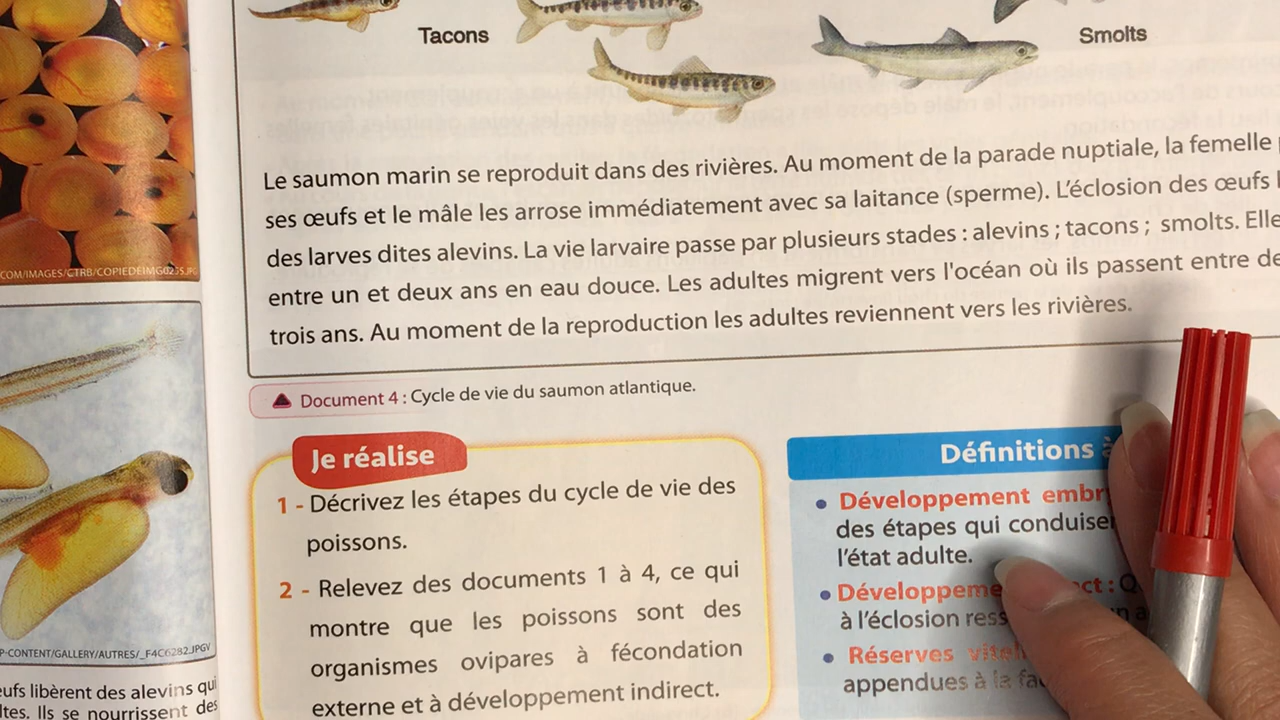 Tacons
Smolts
Le saumon marin se reproduit dans des rivières. Au moment de la parade nuptiale, la femelle
ses œufs et le mâle les arrose immédiatement avec sa laitance (sperme). L'éclosion des œufs
des larves dites alevins. La vie larvaire passe par plusieurs stades : alevins ; tacons ; smolts. Elle
entre un et deux ans en eau douce. Les adultes migrent vers l'océan où ils passent entre de
trois ans. Au moment de la reproduction les adultes reviennent vers les rivières.
Document 4 : Cycle de vie du saumon atlantique.
Je réalise
1 - Décrivez les étapes du cycle de vie des
poissons.
2 - Relevez des documents 1 à 4, ce qui
montre que les poissons sont des
organismes ovipares à fécondation
externe et à développement indirect.
Définitions à
• Développement embr
des étapes qui conduise
l'état adulte.
• Développeme ct : Q
à l'éclosion ress
• Réserves
appendues à la fa
COM/IMAGES/CTRB/COPIEDEIMG0235.JPG
P-CONTENT/GALLERY/AUTRES/_F4C6282.JPGV
eufs libèrent des alevins qui
ltes. Ils se nourrissent des